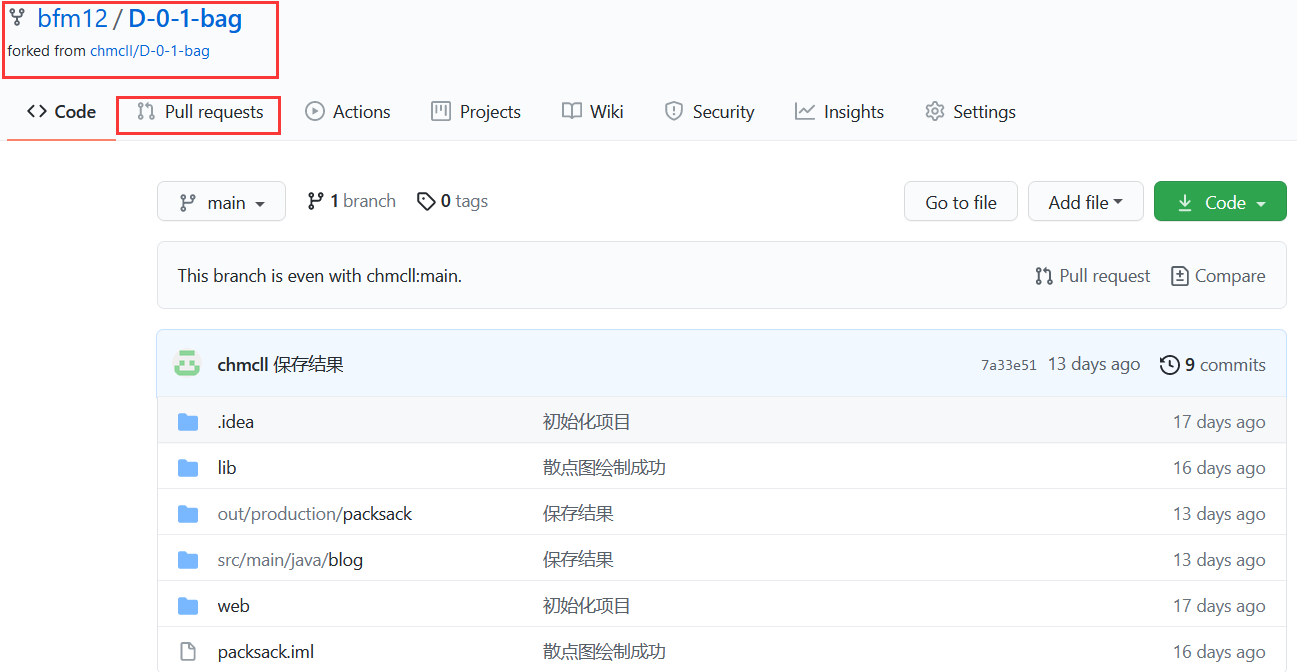 bfm12 / D-0-1-bag
forked from chmcll/D-0-1-bag
Code Pull requests Actions Projects Wiki Security Insights Settings
main 1 branch 0 tags Go to file Add file Code
This branch is even with chmcll:main. Pull request Compare
chmcll 保存结果 7a33e51 13 days ago 9 commits
.idea 初始化项目 17 days ago
lib 散点图绘制成功 16 days ago
out/production/packsack 保存结果 13 days ago
src/main/java/blog 保存结果 13 days ago
web 初始化项目 17 days ago
packsack.iml 散点图绘制成功 16 days ago